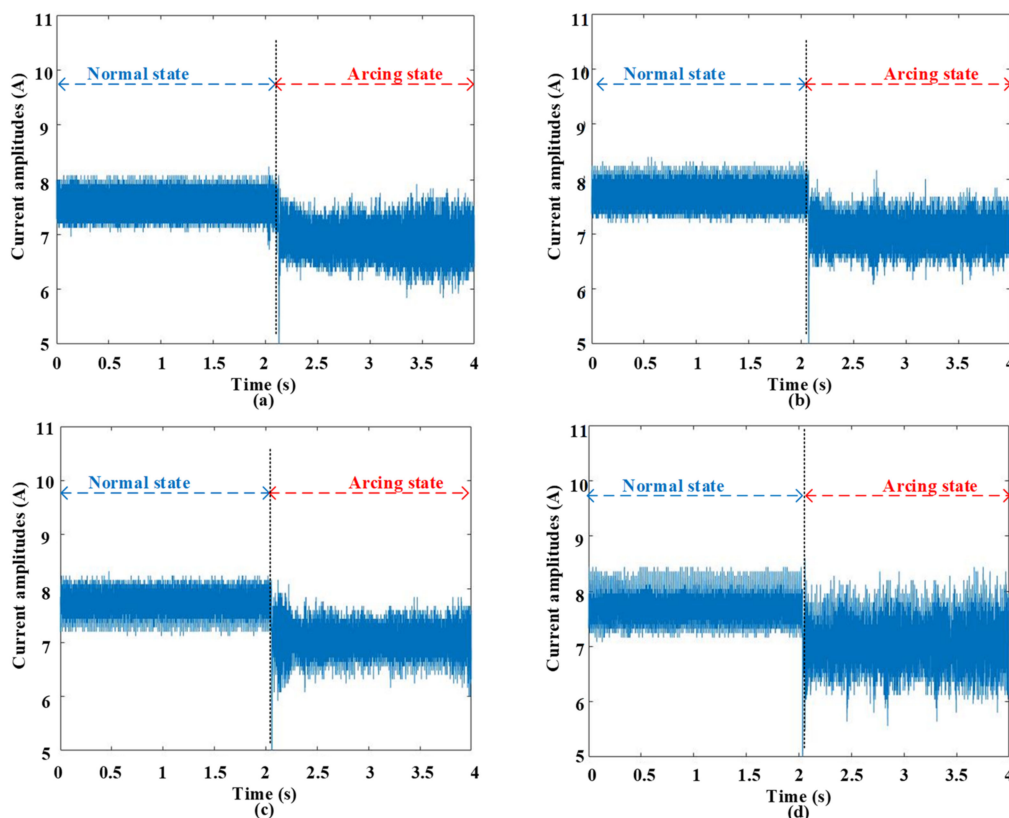 11
10
9
8
7
6
5
Current amplitudes (A)
Normal state
Arcing state
0 0.5 1 1.5 2 2.5 3 3.5 4
Time (s)
(a)
11
10
9
8
7
6
5
Current amplitudes (A)
Normal state
Arcing state
0 0.5 1 1.5 2 2.5 3 3.5 4
Time (s)
(b)
11
10
9
8
7
6
5
Current amplitudes (A)
Normal state
Arcing state
0 0.5 1 1.5 2 2.5 3 3.5 4
Time (s)
(c)
11
10
9
8
7
6
5
Current amplitudes (A)
Normal state
Arcing state
0 0.5 1 1.5 2 2.5 3 3.5 4
Time (s)
(d)